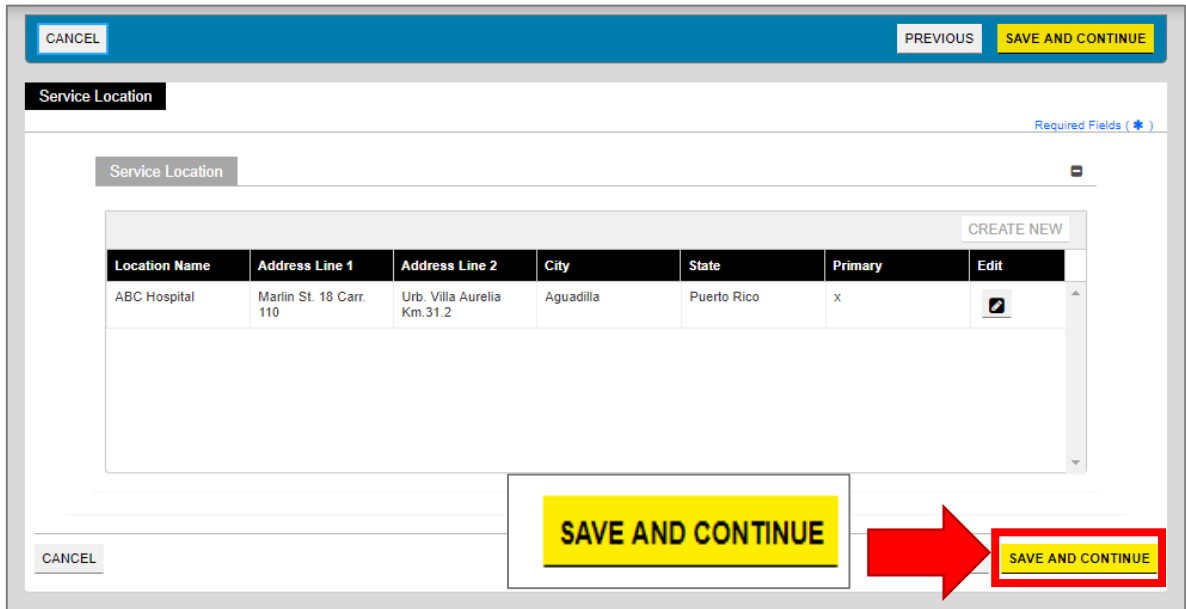 CANCEL PREVIOUS SAVE AND CONTINUE
Service Location
Required Fields ( ✱ )
Service Location
CREATE NEW
Location Name Address Line 1 Address Line 2 City State Primary Edit
ABC Hospital Marlin St. 18 Carr. Urb. Villa Aurelia Aguadilla Puerto Rico x
110 Km.31.2
SAVE AND CONTINUE
CANCEL SAVE AND CONTINUE